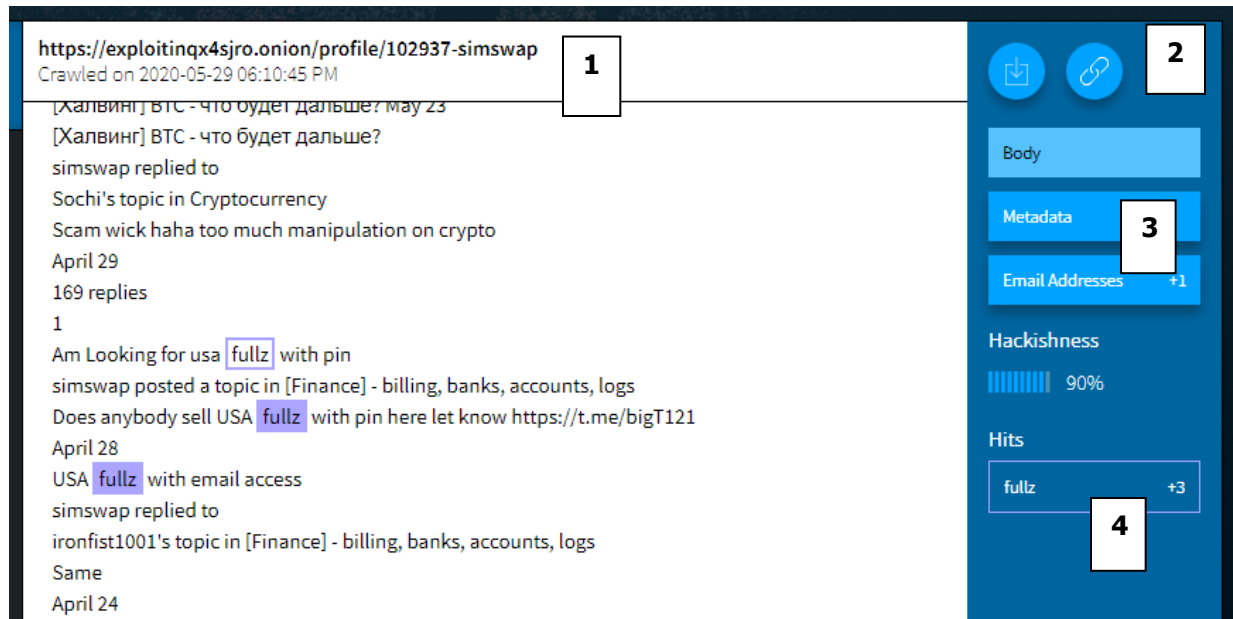 https://exploitinqx4sjro.onion/profile/102937-simswap
Crawled on 2020-05-29 06:10:45 PM
1
2
[Халвинг] BTC - что будет дальше? May 23
[Халвинг] BTC - что будет дальше?
simswap replied to
Sochi's topic in Cryptocurrency
Scam wick haha too much manipulation on crypto
April 29
169 replies
1
Am Looking for usa fullz with pin
simswap posted a topic in [Finance] - billing, banks, accounts, logs
Does anybody sell USA fullz with pin here let know https://t.me/bigT121
April 28
USA fullz with email access
simswap replied to
ironfist1001's topic in [Finance] - billing, banks, accounts, logs
Same
April 24
Body
Metadata
3
Email Addresses +1
Hackishness
90%
Hits
fullz +3
4